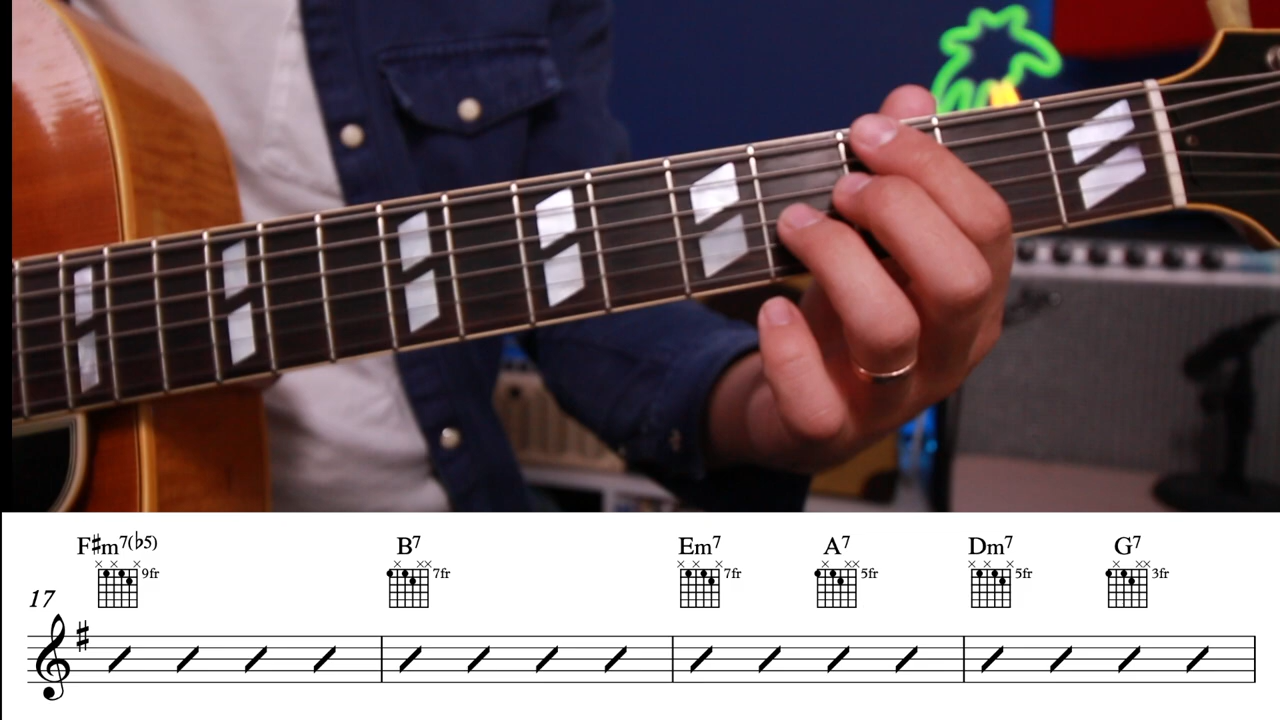 F♯m7(♭5) B7 Em7 A7 Dm7 G7
× × × 9fr × ×× 7fr × × × 7fr × ×× 5fr × × × 5fr × ×× 3fr
17